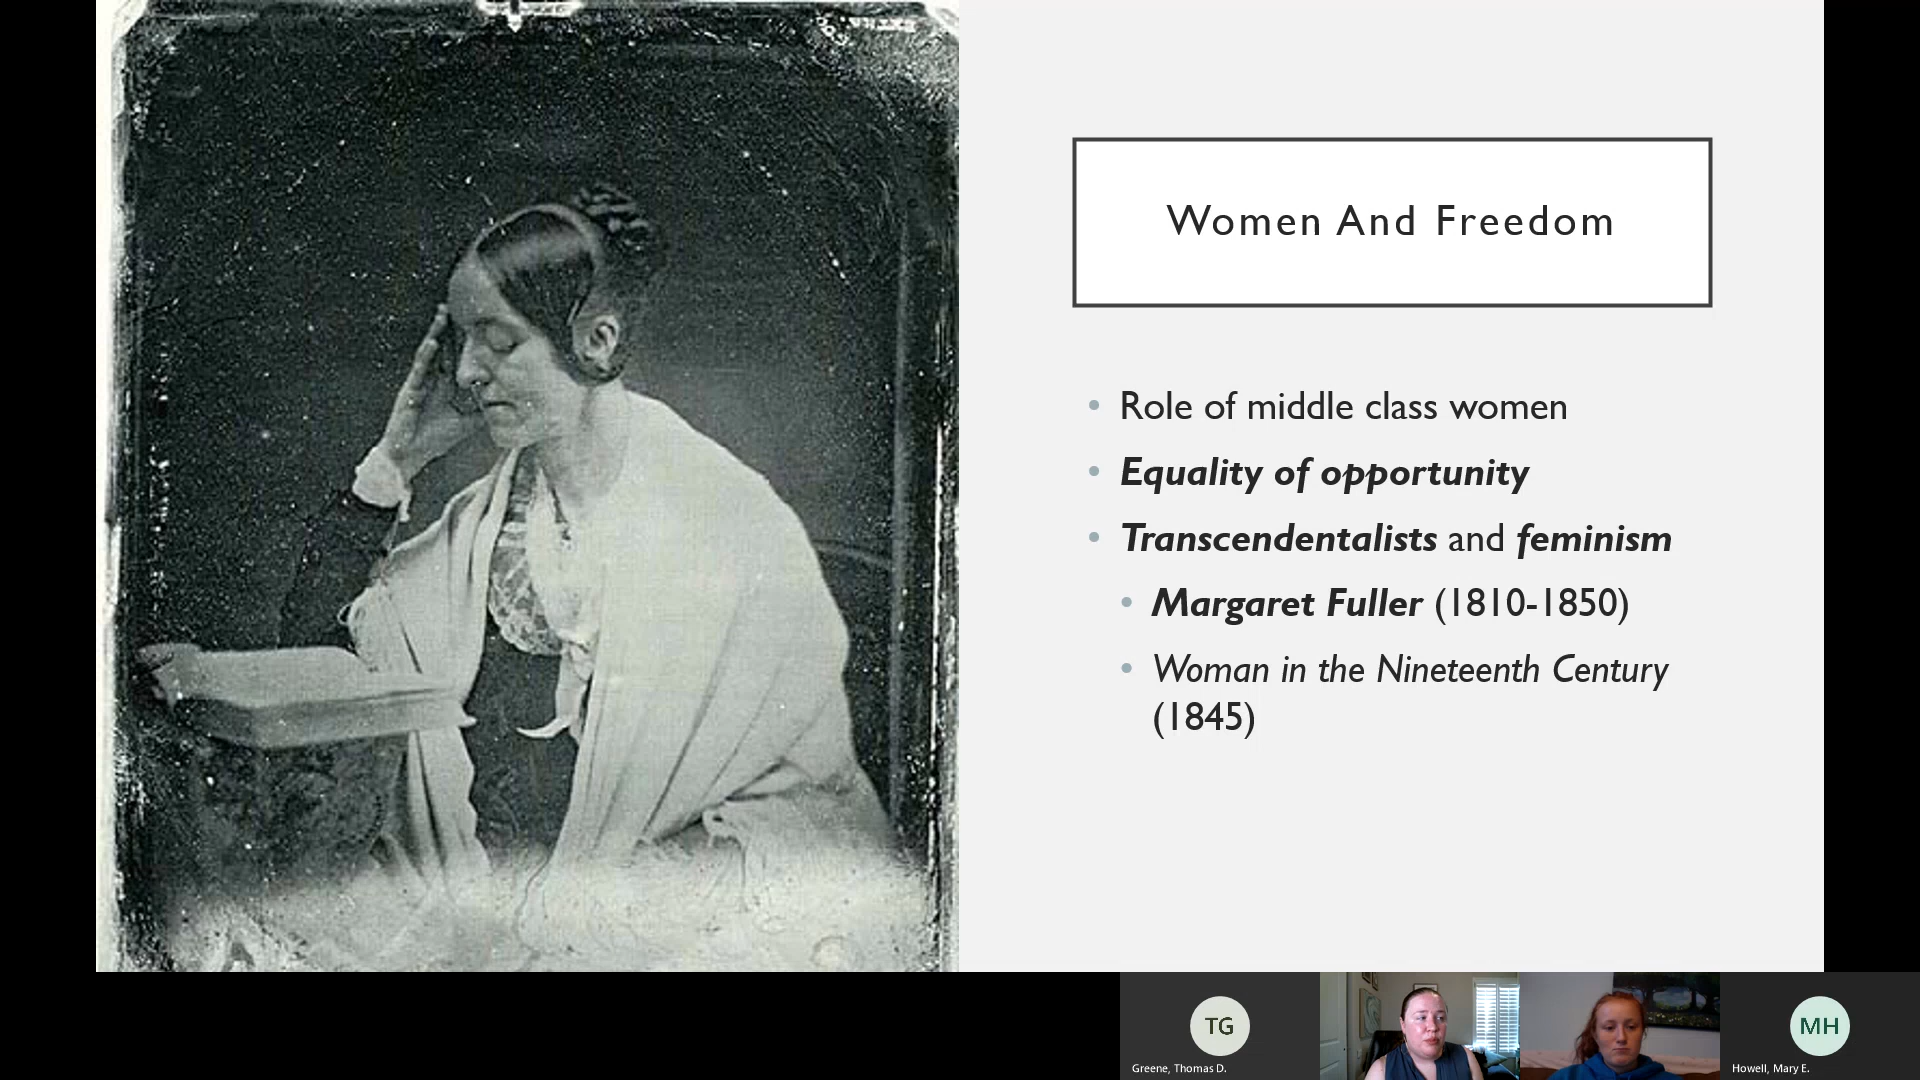 Women And Freedom
• Role of middle class women
• Equality of opportunity
• Transcendentalists and feminism
• Margaret Fuller (1810-1850)
• Woman in the Nineteenth Century
(1845)
TG
MH
Greene, Thomas D.
Howell, Mary E.